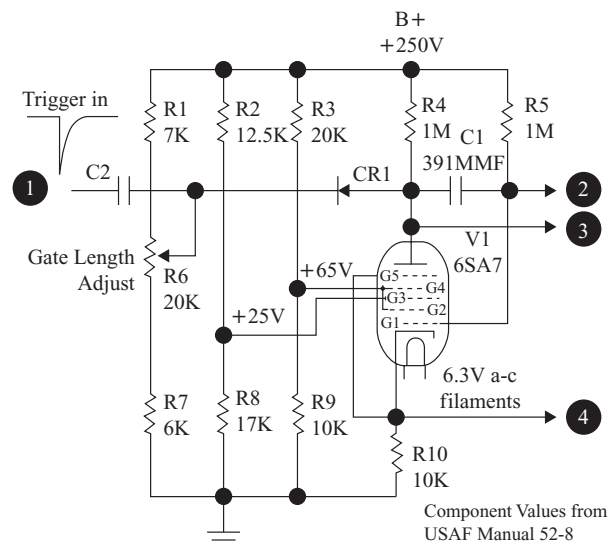 B+
+250V
Trigger in
R1
7K
R2
12.5K
R3
20K
R4
1M
R5
1M
C1
391MMF
1
C2
CR1
2
3
V1
6SA7
Gate Length
Adjust
R6
20K
+65V
+25V
G5
G4
G3
G2
G1
6.3V a-c
filaments
R7
6K
R8
17K
R9
10K
4
R10
10K
Component Values from
USAF Manual 52-8